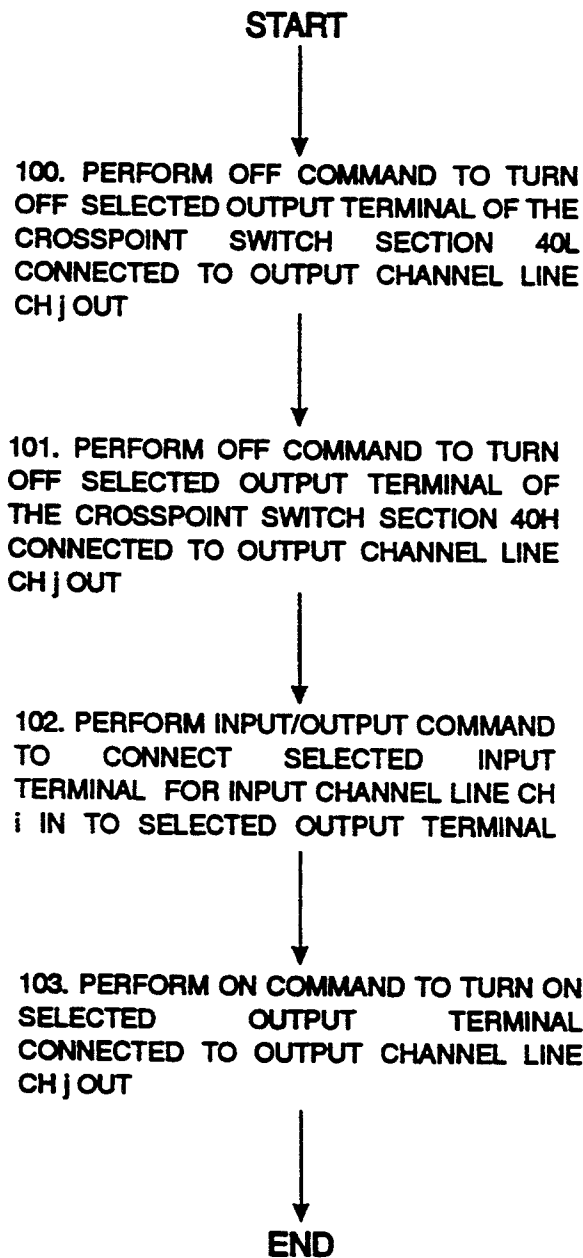 START
100. PERFORM OFF COMMAND TO TURN
OFF SELECTED OUTPUT TERMINAL OF THE
CROSSPOINT SWITCH SECTION 40L
CONNECTED TO OUTPUT CHANNEL LINE
CH j OUT
101. PERFORM OFF COMMAND TO TURN
OFF SELECTED OUTPUT TERMINAL OF
THE CROSSPOINT SWITCH SECTION 40H
CONNECTED TO OUTPUT CHANNEL LINE
CH j OUT
102. PERFORM INPUT/OUTPUT COMMAND
TO CONNECT SELECTED INPUT
TERMINAL FOR INPUT CHANNEL LINE CH
i IN TO SELECTED OUTPUT TERMINAL
103. PERFORM ON COMMAND TO TURN ON
SELECTED OUTPUT TERMINAL
CONNECTED TO OUTPUT CHANNEL LINE
CH j OUT
END